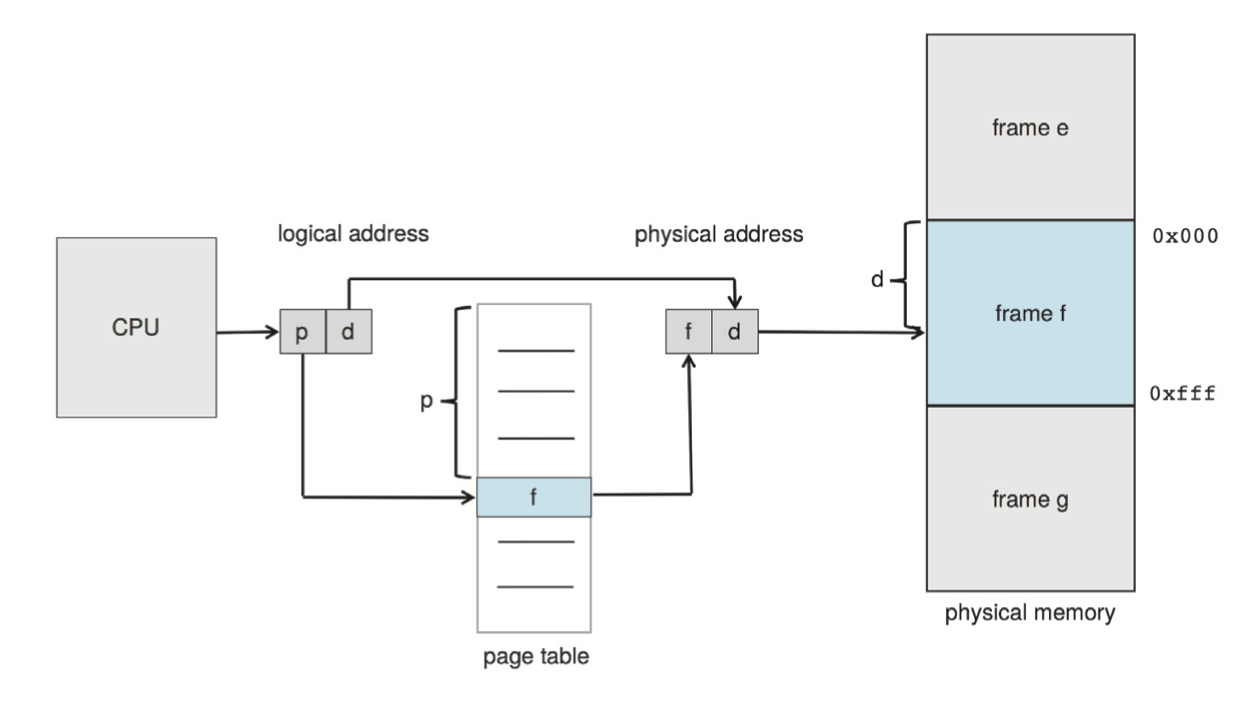 frame e
logical address
physical address
0x000
d
CPU
p d
f d
frame f
p
0xfff
f
frame g
physical memory
page table